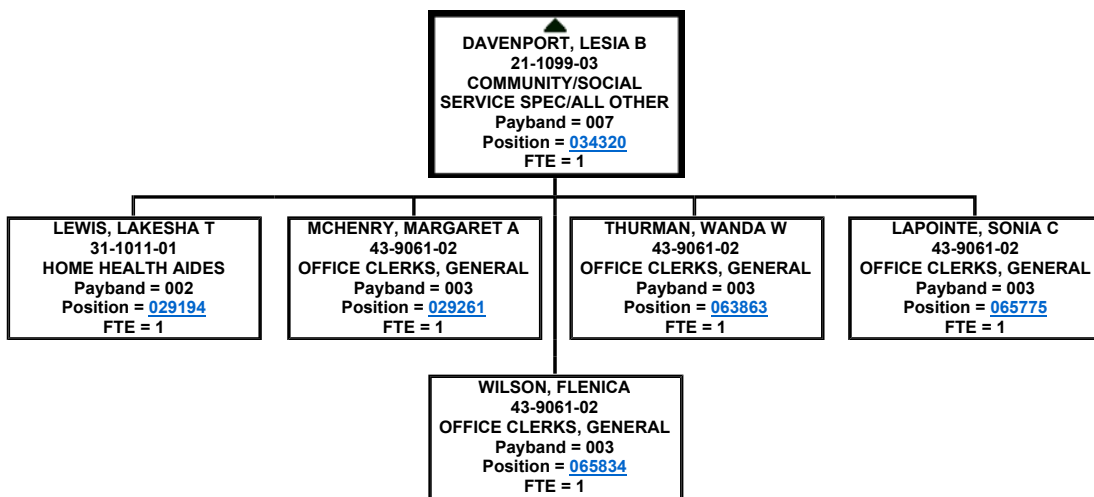 DAVENPORT, LESIA B
21-1099-03
COMMUNITY/SOCIAL
SERVICE SPEC/ALL OTHER
Payband = 007
Position = 034320
FTE = 1
LEWIS, LAKESHA T
31-1011-01
HOME HEALTH AIDES
Payband = 002
Position = 029194
FTE = 1
MCHENRY, MARGARET A
43-9061-02
OFFICE CLERKS, GENERAL
Payband = 003
Position = 029261
FTE = 1
THURMAN, WANDA W
43-9061-02
OFFICE CLERKS, GENERAL
Payband = 003
Position = 063863
FTE = 1
LAPOINTE, SONIA C
43-9061-02
OFFICE CLERKS, GENERAL
Payband = 003
Position = 065775
FTE = 1
WILSON, FLENICA
43-9061-02
OFFICE CLERKS, GENERAL
Payband = 003
Position = 065834
FTE = 1